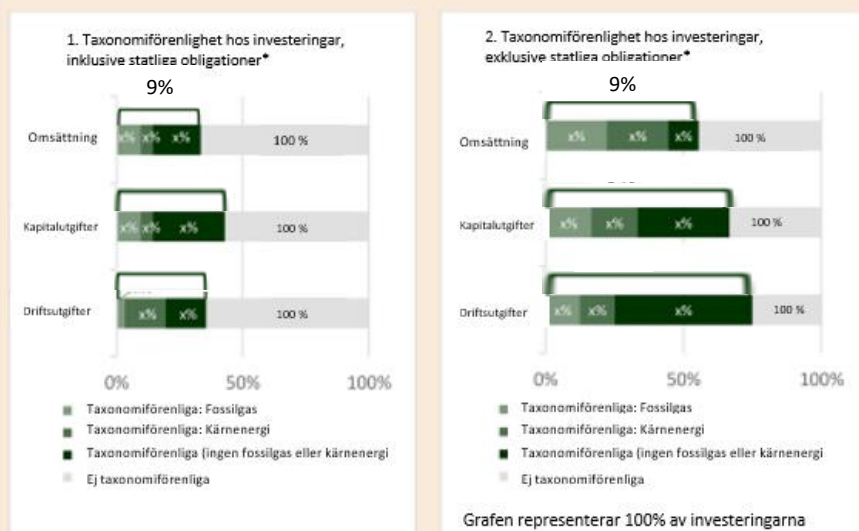 1. Taxonomiförenlighet hos investeringar,
inklusive statliga obligationer*
9%
Omsättning
x% x% x% 100 %
Kapitalutgifter
x% x% x% 100 %
Driftsutgifter
x% x% 100 %
0% 50% 100%
Taxonomiförenliga: Fossilgas
Taxonomiförenliga: Kärnenergi
Taxonomiförenliga (ingen fossilgas eller kärnenergi
Ej taxonomiförenliga
2. Taxonomiförenlighet hos investeringar,
exklusive statliga obligationer*
9%
Omsättning
x% x% x% 100 %
Kapitalutgifter
x% x% x% 100 %
Driftsutgifter
x% x% x% 100 %
0% 50% 100%
Taxonomiförenliga: Fossilgas
Taxonomiförenliga: Kärnenergi
Taxonomiförenliga (ingen fossilgas eller kärnenergi
Ej taxonomiförenliga
Grafen representerar 100% av investeringarna